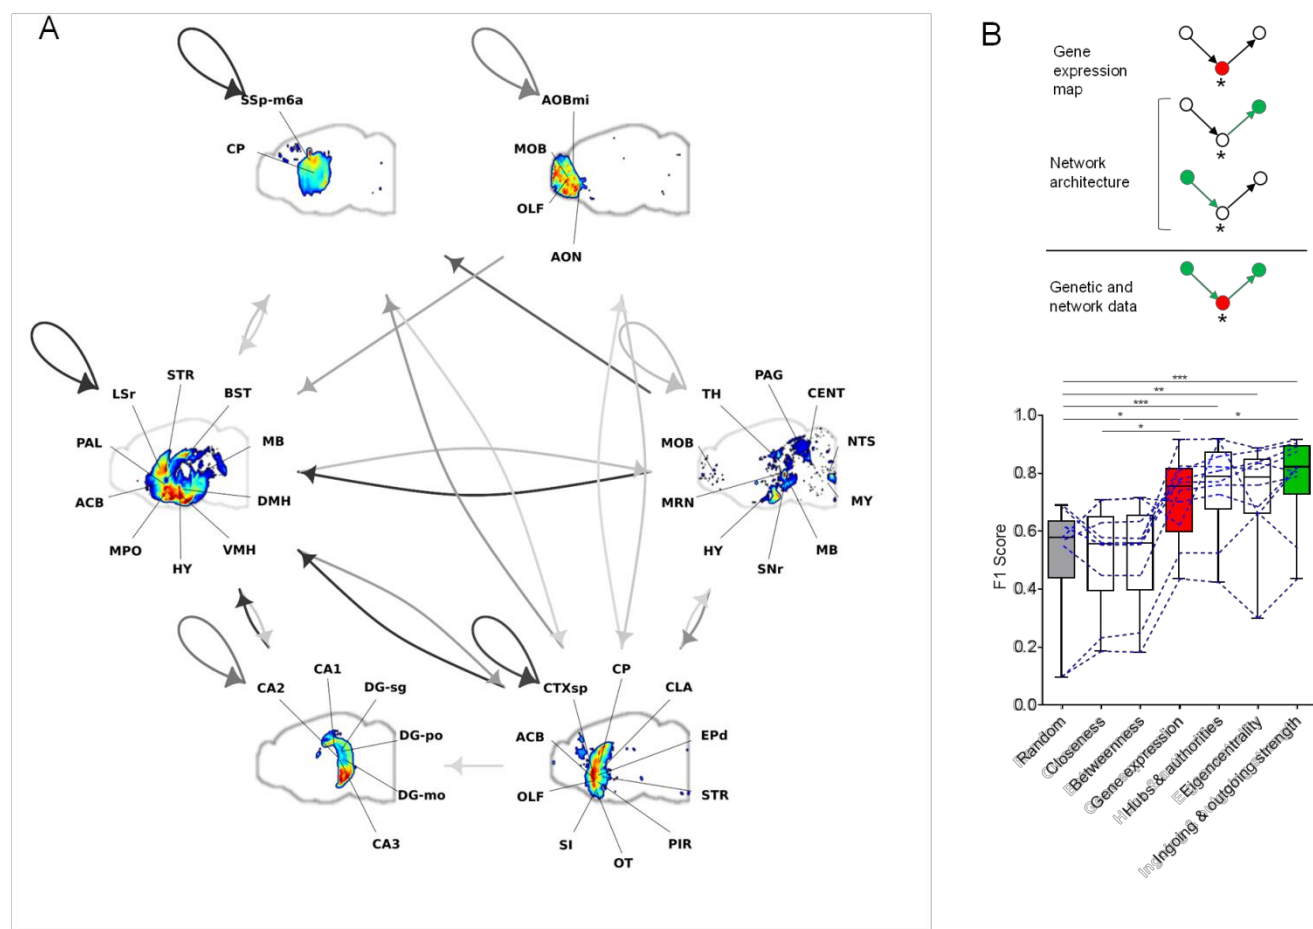 A
SSp-m6a
CP
AOBmi
MOB
OLF
AON
STR
LSr
BST
PAL
MB
ACB
DMH
MPO
VMH
HY
PAG
TH
CENT
MOB
NTS
MRN
MY
HY
MB
SNr
CA1
CA2
DG-sg
DG-po
DG-mo
CA3
CP
CTXsp
CLA
ACB
EPd
OLF
STR
SI
PIR
OT
B
Gene
expression
map
*
*
Network
architecture
*
Genetic and
network data
*
***
**
***
*
*
*
1.0
0.8
0.6
0.4
0.2
0.0
F1 Score
Random
Closeness
Betweenness
Gene expression
Hubs & authorities
Eigencentrality
Ingoing & outgoing strength